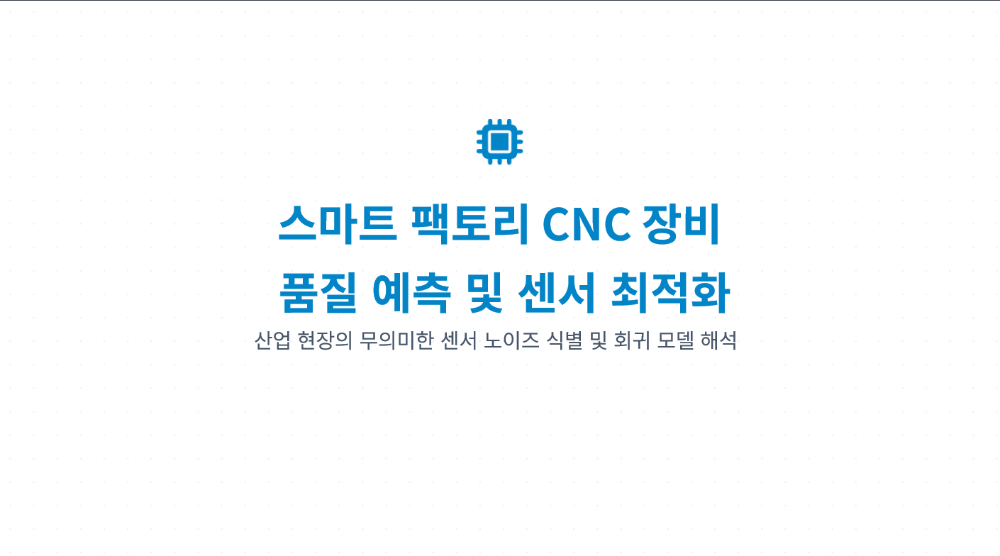 스마트 팩토리 CNC 장비
품질 예측 및 센서 최적화
산업 현장의 무의미한 센서 노이즈 식별 및 회귀 모델 해석